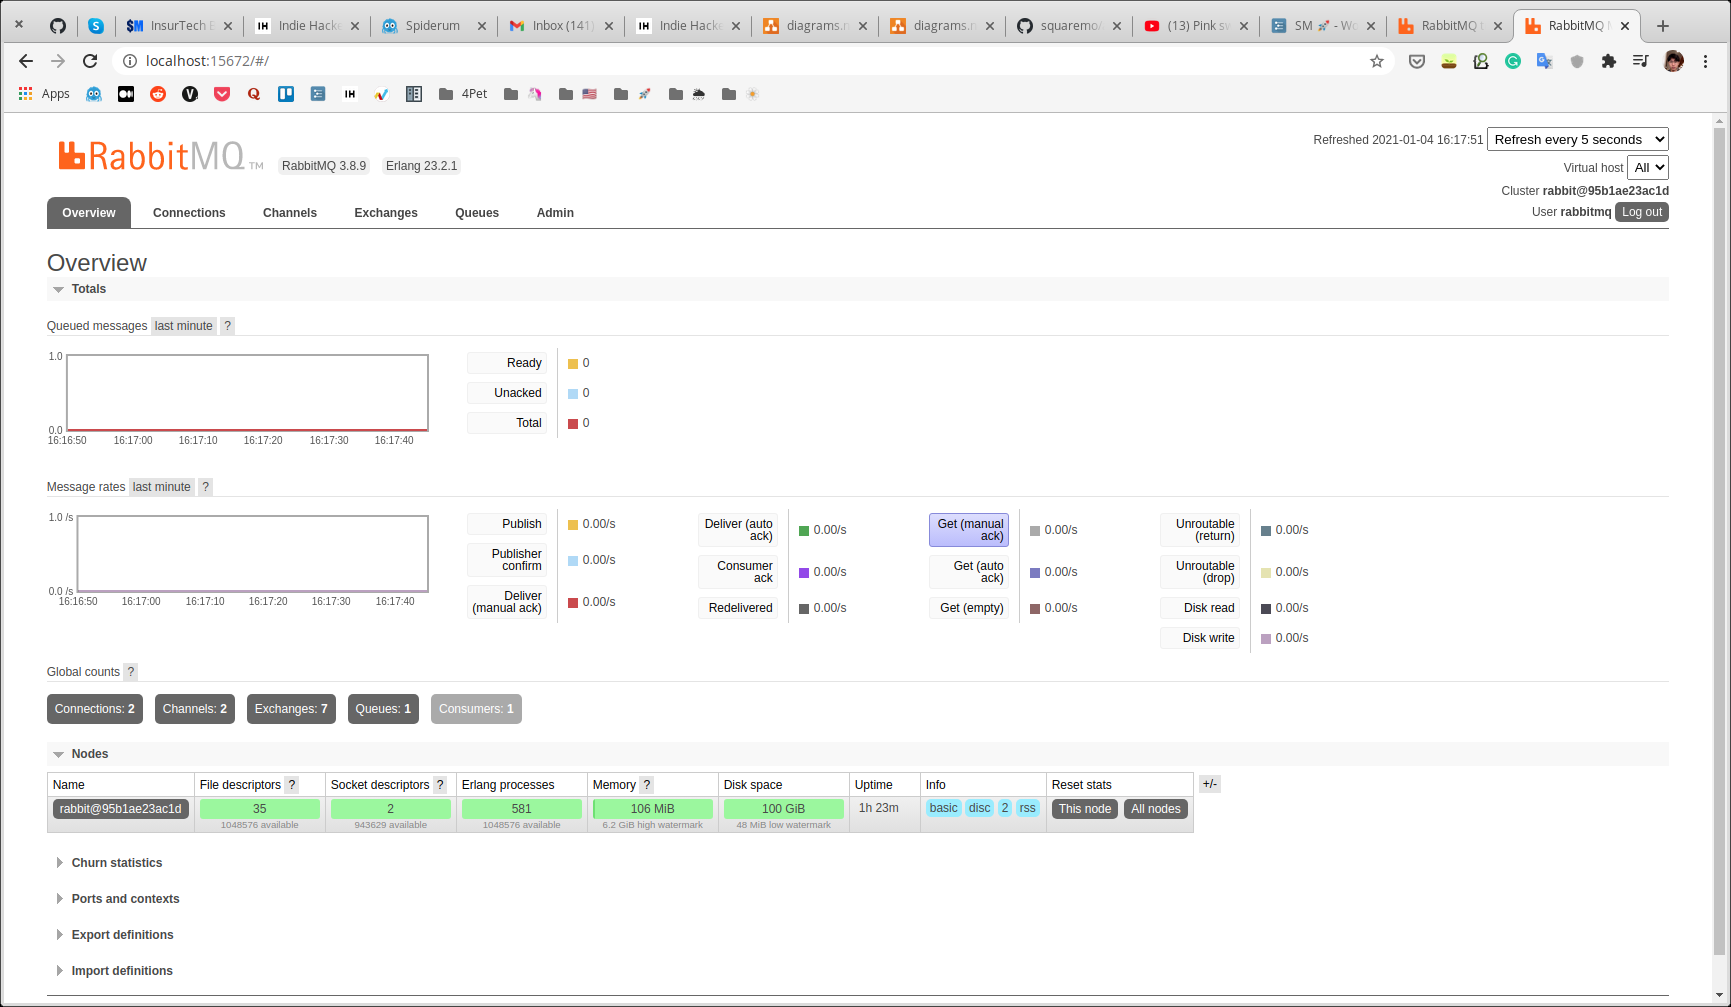 InsurTech B
Indie Hacke
Spiderum
Inbox (141)
Indie Hacke
diagrams.n
diagrams.n
squaremo/
(13) Pink sw
SM 🚀 - Wo
RabbitMQ t
RabbitMQ M
localhost:15672/#/
Apps
4Pet
RabbitMQ TM
RabbitMQ 3.8.9
Erlang 23.2.1
Refreshed 2021-01-04 16:17:51 Refresh every 5 seconds
Virtual host All
Cluster rabbit@95b1ae23ac1d
User rabbitmq Log out
Overview Connections Channels Exchanges Queues Admin
Overview
Totals
Queued messages last minute ?
1.0
0.0
16:16:50 16:17:00 16:17:10 16:17:20 16:17:30 16:17:40
Ready 0
Unacked 0
Total 0
Message rates last minute ?
1.0 /s
0.0 /s
16:16:50 16:17:00 16:17:10 16:17:20 16:17:30 16:17:40
Publish 0.00/s
Publisher
confirm 0.00/s
Deliver
(manual ack) 0.00/s
Deliver (auto
ack) 0.00/s
Consumer
ack 0.00/s
Redelivered 0.00/s
Get (manual
ack) 0.00/s
Get (auto
ack) 0.00/s
Get (empty) 0.00/s
Unroutable
(return) 0.00/s
Unroutable
(drop) 0.00/s
Disk read 0.00/s
Disk write 0.00/s
Global counts ?
Connections: 2 Channels: 2 Exchanges: 7 Queues: 1 Consumers: 1
Nodes
Name File descriptors ? Socket descriptors ? Erlang processes Memory ? Disk space Uptime Info Reset stats +/-
rabbit@95b1ae23ac1d 35 2 581 106 MiB 100 GiB 1h 23m basic disc 2 rss This node All nodes
1048576 available 943629 available 1048576 available 6.2 GiB high watermark 48 MiB low watermark
Churn statistics
Ports and contexts
Export definitions
Import definitions